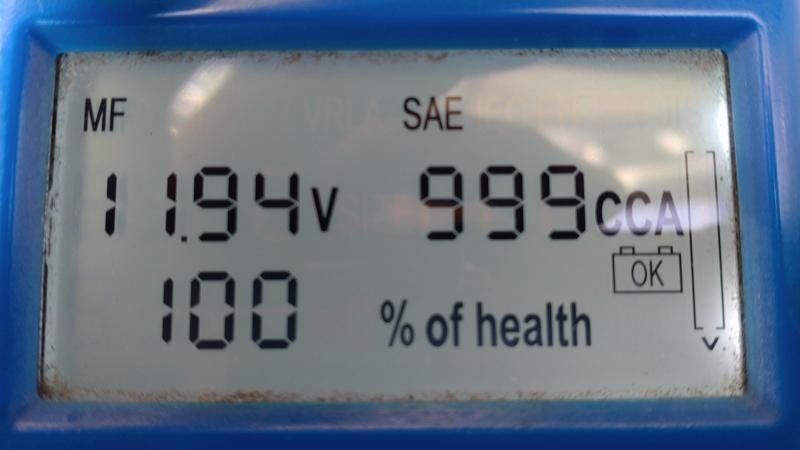 MF SAE
11.94V 999CCA
OK
100 % of health